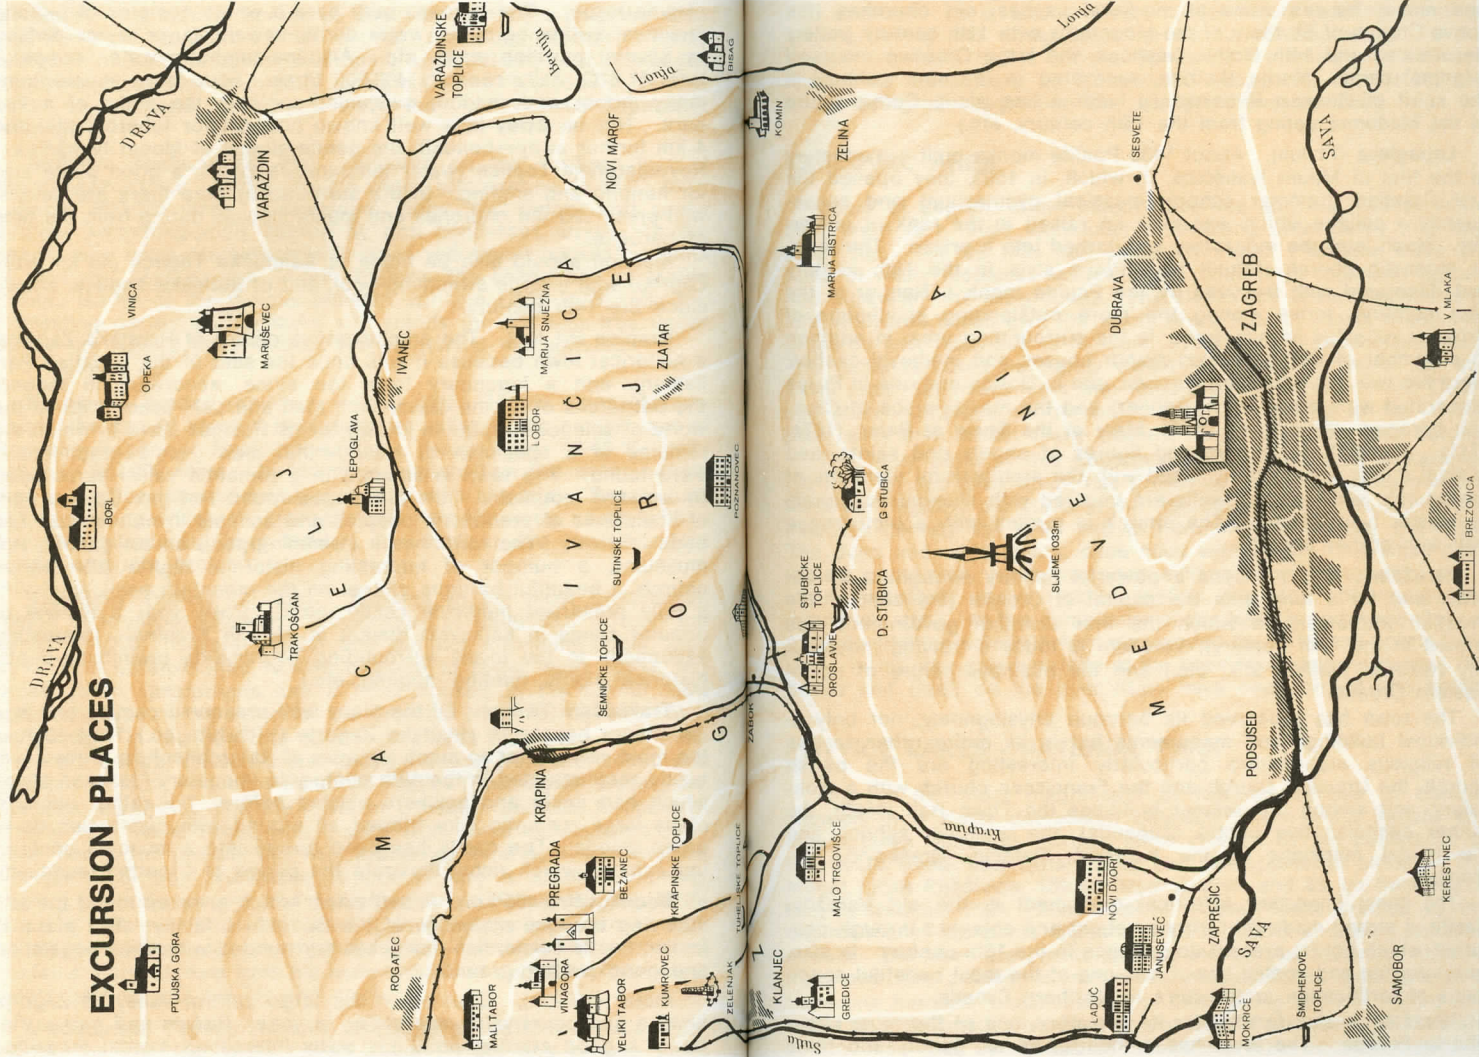 EXCURSION PLACES
DRAVA
DRAVA
PTUJSKA GORA
BORL
OPEKA
VINICA
TRAKOŠĆAN
MARUŠEVEC
VARAŽDIN
M A C E L J
LEPOGLAVA
ROGATEC
IVANEC
VARAŽDINSKE
TOPLICE
MALI TABOR
KRAPINA
LOBOR
MARIJA SNJEŽNA
PREGRADA
VINAGORA
I V A N Č I C A
Bednja
VELIKI TABOR
BEŽANEC
ŠEMNIČKE TOPLICE
SUTINSKE TOPLICE
NOVI MAROF
Z G O R J E
KUMROVEC
KRAPINSKE TOPLICE
ZLATAR
Lonja
ZELENJAK
TUHELJSKE TOPLICE
ZABOK
POZNANOVEC
BISAG
KLANJEC
KOMIN
Sutla
STUBIČKE
TOPLICE
OROSLAVJE
MARIJA BISTRICA
GREDICE
MALO TRGOVIŠĆE
ZELINA
D. STUBICA
G STUBICA
Krapina
SLJEME 1033m
M E D V E D N I C A
Lonja
LADUČ
NOVI DVORI
DUBRAVA
SESVETE
JANUŠEVEC
ZAPREŠIĆ
MOKRICE
SAVA
PODSUSED
ZAGREB
ŠMIDHENOVE
TOPLICE
SAVA
SAMOBOR
KERESTINEC
BREZOVICA
V MLAKA